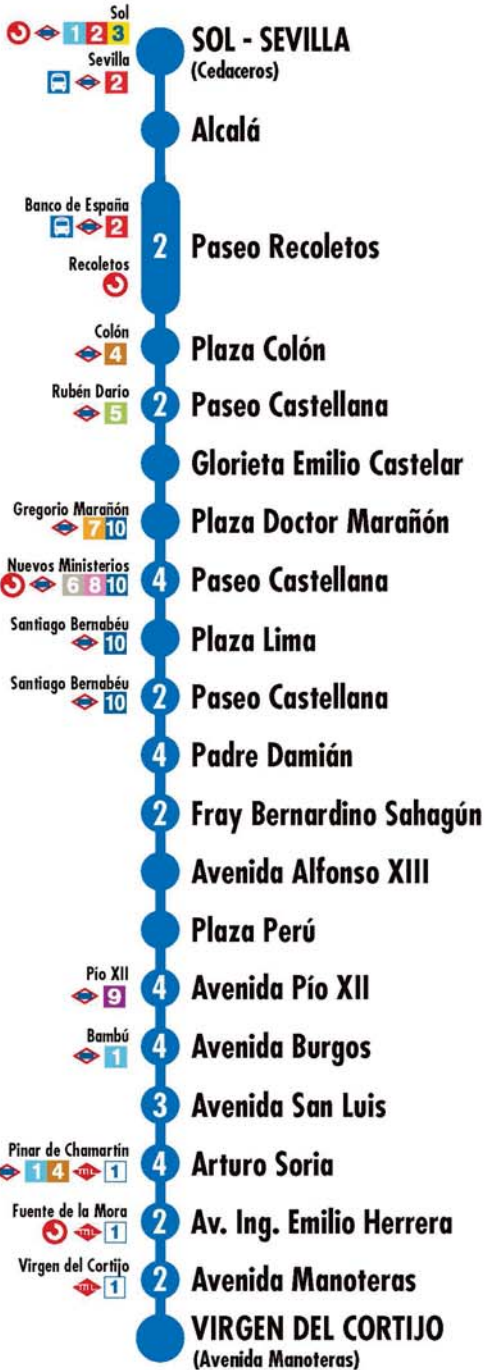 Sol
1 2 3
Sevilla
2
SOL - SEVILLA
(Cedaceros)
Alcalá
Banco de España
2
Recoletos
2 Paseo Recoletos
Colón
4
Plaza Colón
Rubén Dario
5
2 Paseo Castellana
Glorieta Emilio Castelar
Gregorio Marañón
7 10
Plaza Doctor Marañón
Nuevos Ministerios
6 8 10
4 Paseo Castellana
Santiago Bernabéu
10
Plaza Lima
Santiago Bernabéu
10
2 Paseo Castellana
4 Padre Damián
2 Fray Bernardino Sahagún
Avenida Alfonso XIII
Plaza Perú
Pío XII
9
4 Avenida Pío XII
Bambú
1
4 Avenida Burgos
3 Avenida San Luis
Pinar de Chamartín
1 4 ML 1
4 Arturo Soria
Fuente de la Mora
ML 1
2 Av. Ing. Emilio Herrera
Virgen del Cortijo
ML 1
2 Avenida Manoteras
VIRGEN DEL CORTIJO
(Avenida Manoteras)